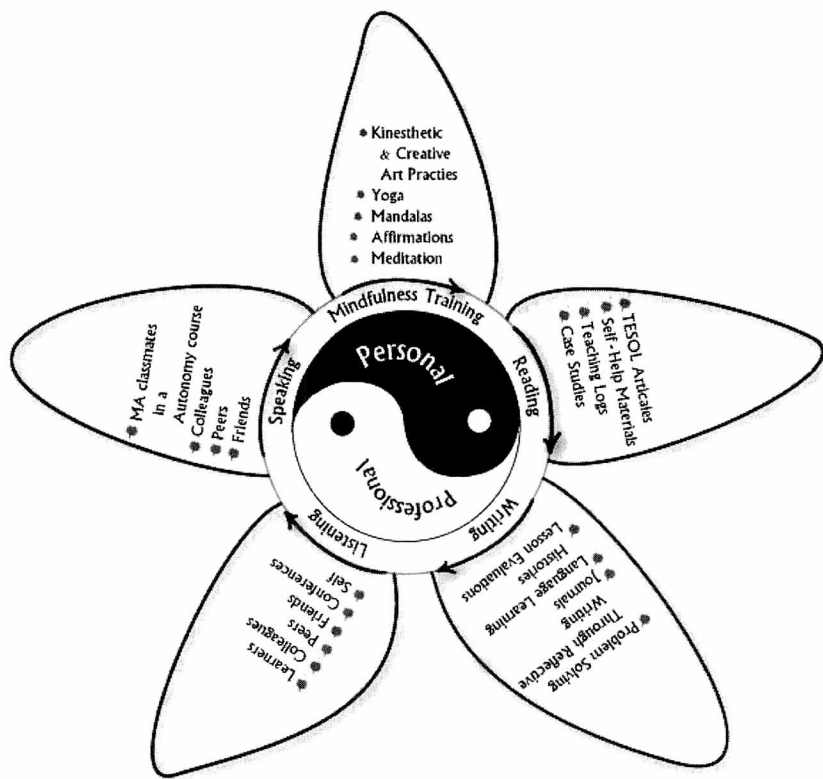 Kinesthetic
& Creative
Art Practies
Yoga
Mandalas
Affirmations
Meditation
Mindfulness Training
TESOL Articales
Self-Help Materials
Teaching Logs
Case Studies
Reading
Problem Solving
Through Reflective
Writing
Journals
Language Learning
Histories
Lesson Evaluations
Writing
Learners
Colleagues
Peers
Friends
Conferences
Self
Listening
MA classmates
in a
Autonomy course
Colleagues
Peers
Friends
Speaking
Personal
Professional